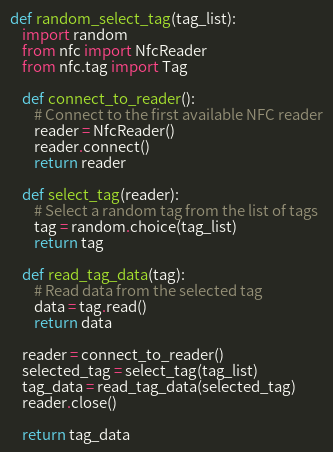 def random_select_tag(tag_list):
    import random
    from nfc import NfcReader
    from nfc.tag import Tag

    def connect_to_reader():
        # Connect to the first available NFC reader
        reader = NfcReader()
        reader.connect()
        return reader

    def select_tag(reader):
        # Select a random tag from the list of tags
        tag = random.choice(tag_list)
        return tag

    def read_tag_data(tag):
        # Read data from the selected tag
        data = tag.read()
        return data

    reader = connect_to_reader()
    selected_tag = select_tag(tag_list)
    tag_data = read_tag_data(selected_tag)
    reader.close()

    return tag_data